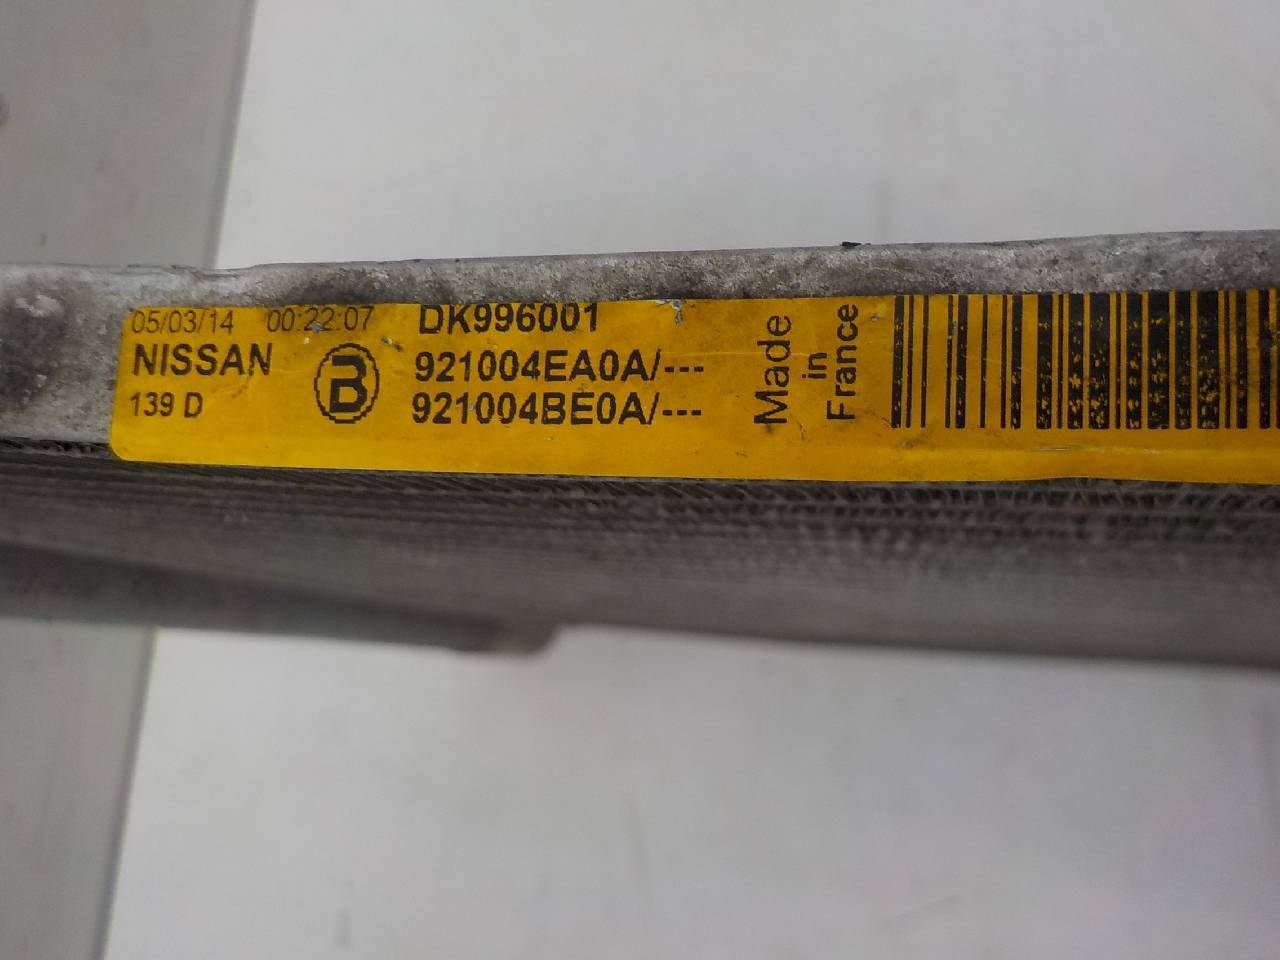 05/03/14 00:22:07 DK996001
NISSAN B 921004EA0A/---
139 D 921004BE0A/---
Made
in
France